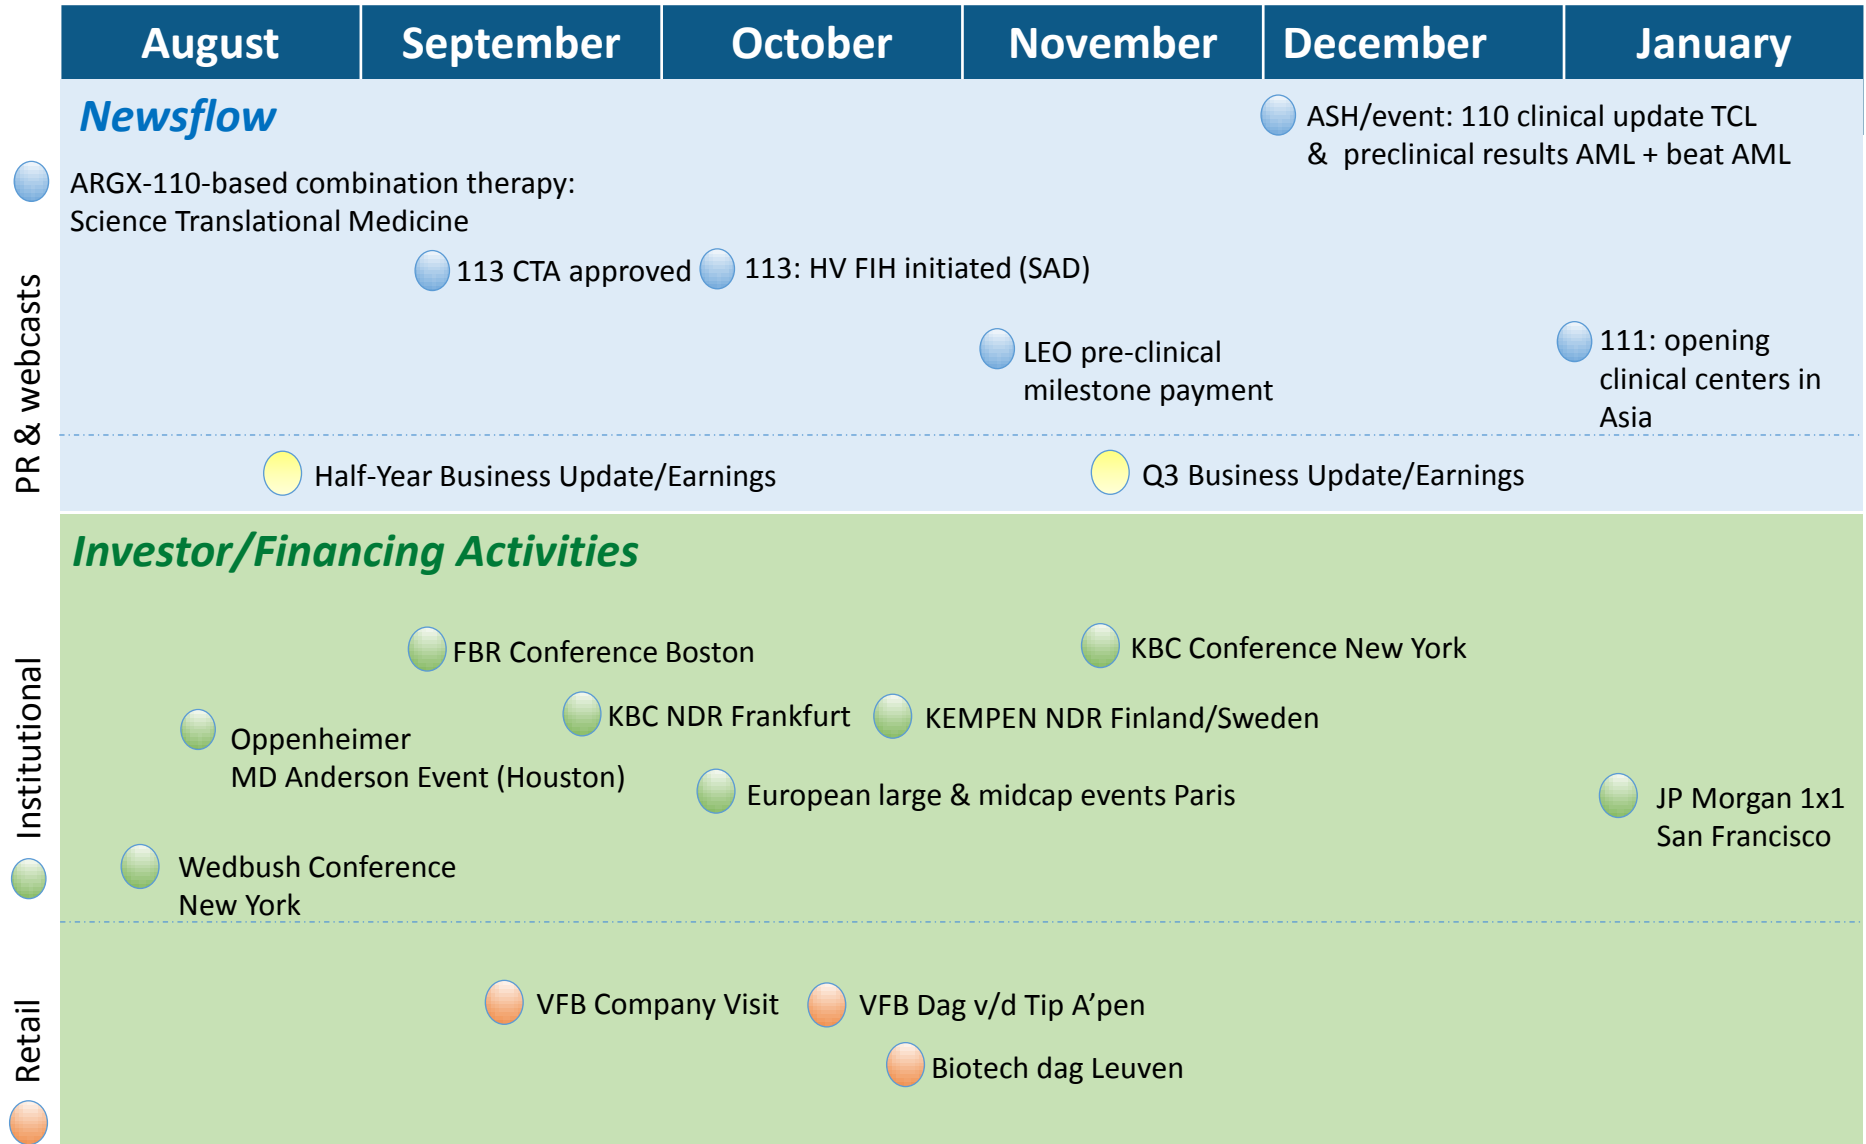 August
September
October
November
December
January
Newsflow
ASH/event: 110 clinical update TCL
& preclinical results AML + beat AML
ARGX-110-based combination therapy:
Science Translational Medicine
113 CTA approved
113: HV FIH initiated (SAD)
LEO pre-clinical
milestone payment
111: opening
clinical centers in
Asia
PR & webcasts
Half-Year Business Update/Earnings
Q3 Business Update/Earnings
Investor/Financing Activities
FBR Conference Boston
KBC Conference New York
KBC NDR Frankfurt
KEMPEN NDR Finland/Sweden
Oppenheimer
MD Anderson Event (Houston)
European large & midcap events Paris
JP Morgan 1x1
San Francisco
Institutional
Wedbush Conference
New York
VFB Company Visit
VFB Dag v/d Tip A’pen
Biotech dag Leuven
Retail